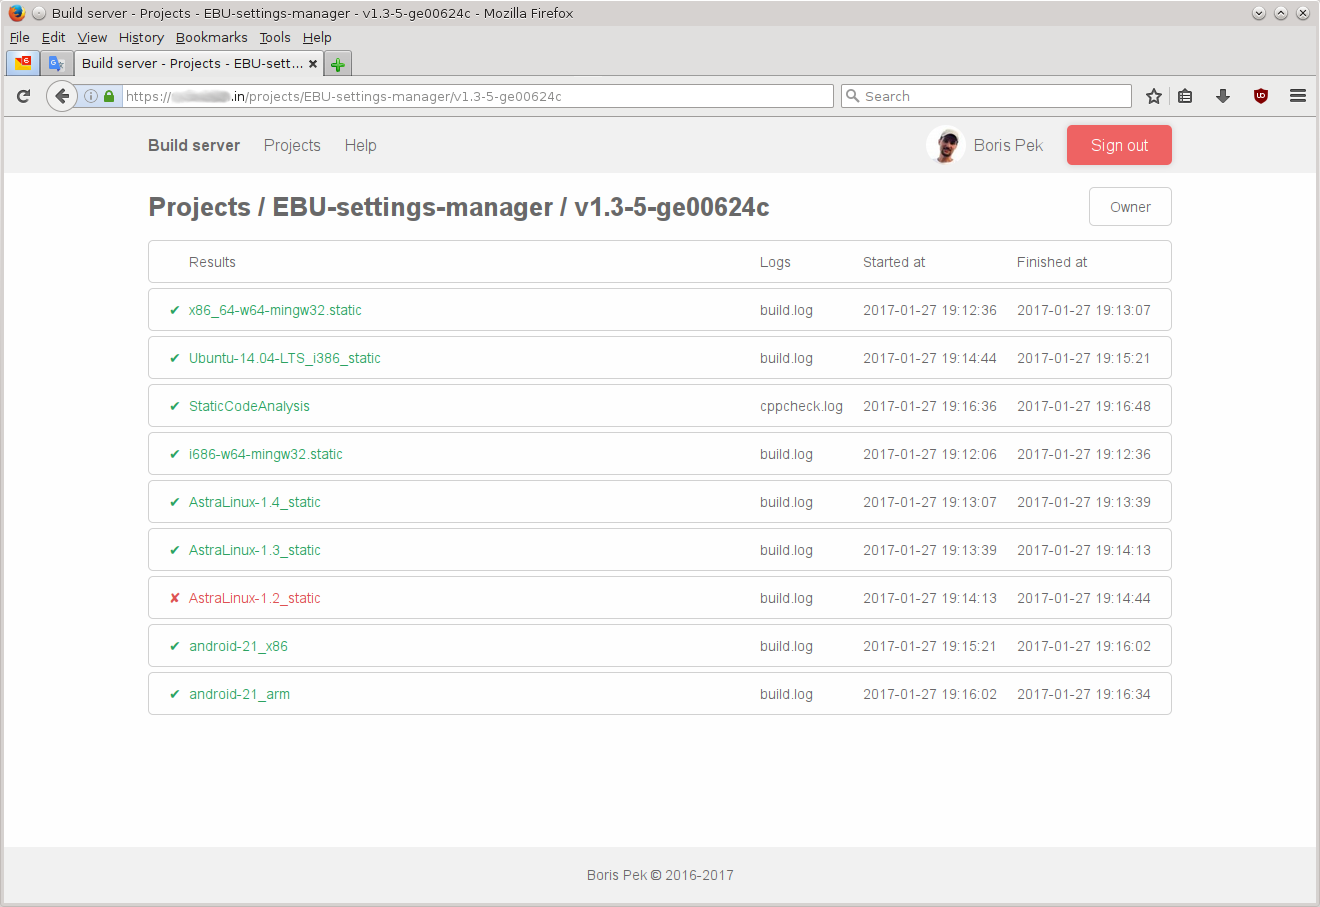 Build server - Projects - EBU-settings-manager - v1.3-5-ge00624c - Mozilla Firefox
File Edit View History Bookmarks Tools Help
6 Build server - Projects - EBU-sett...
https:// .in/projects/EBU-settings-manager/v1.3-5-ge00624c Search
Build server Projects Help Boris Pek Sign out
Projects / EBU-settings-manager / v1.3-5-ge00624c Owner
Results Logs Started at Finished at
✔ x86_64-w64-mingw32.static build.log 2017-01-27 19:12:36 2017-01-27 19:13:07
✔ Ubuntu-14.04-LTS_i386_static build.log 2017-01-27 19:14:44 2017-01-27 19:15:21
✔ StaticCodeAnalysis cppcheck.log 2017-01-27 19:16:36 2017-01-27 19:16:48
✔ i686-w64-mingw32.static build.log 2017-01-27 19:12:06 2017-01-27 19:12:36
✔ AstraLinux-1.4_static build.log 2017-01-27 19:13:07 2017-01-27 19:13:39
✔ AstraLinux-1.3_static build.log 2017-01-27 19:13:39 2017-01-27 19:14:13
✘ AstraLinux-1.2_static build.log 2017-01-27 19:14:13 2017-01-27 19:14:44
✔ android-21_x86 build.log 2017-01-27 19:15:21 2017-01-27 19:16:02
✔ android-21_arm build.log 2017-01-27 19:16:02 2017-01-27 19:16:34
Boris Pek © 2016-2017